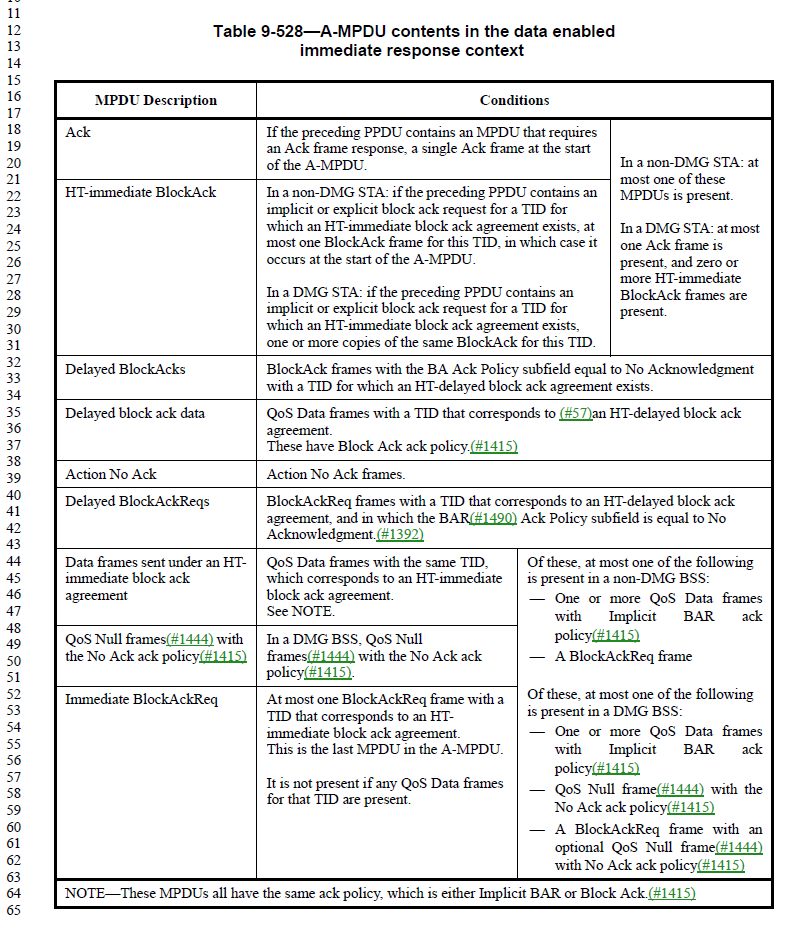 10
11
12
13
14
15
16
17
18
19
20
21
22
23
24
25
26
27
28
29
30
31
32
33
34
35
36
37
38
39
40
41
42
43
44
45
46
47
48
49
50
51
52
53
54
55
56
57
58
59
60
61
62
63
64
65
Table 9-528—A-MPDU contents in the data enabled
immediate response context
MPDU Description
Conditions
Ack
If the preceding PPDU contains an MPDU that requires
an Ack frame response, a single Ack frame at the start
of the A-MPDU.
In a non-DMG STA: at
most one of these
MPDUs is present.
In a DMG STA: at most
one Ack frame is
present, and zero or
more HT-immediate
BlockAck frames are
present.
HT-immediate BlockAck
In a non-DMG STA: if the preceding PPDU contains an
implicit or explicit block ack request for a TID for
which an HT-immediate block ack agreement exists, at
most one BlockAck frame for this TID, in which case it
occurs at the start of the A-MPDU.
In a DMG STA: if the preceding PPDU contains an
implicit or explicit block ack request for a TID for
which an HT-immediate block ack agreement exists,
one or more copies of the same BlockAck for this TID.
Delayed BlockAcks
BlockAck frames with the BA Ack Policy subfield equal to No Acknowledgment
with a TID for which an HT-delayed block ack agreement exists.
Delayed block ack data
QoS Data frames with a TID that corresponds to (#57)an HT-delayed block ack
agreement.
These have Block Ack ack policy.(#1415)
Action No Ack
Action No Ack frames.
Delayed BlockAckReqs
BlockAckReq frames with a TID that corresponds to an HT-delayed block ack
agreement, and in which the BAR(#1490) Ack Policy subfield is equal to No
Acknowledgment.(#1392)
Data frames sent under an HT-
immediate block ack
agreement
QoS Data frames with the same TID,
which corresponds to an HT-immediate
block ack agreement.
See NOTE.
Of these, at most one of the following
is present in a non-DMG BSS:
— One or more QoS Data frames
with Implicit BAR ack
policy(#1415)
— A BlockAckReq frame
Of these, at most one of the following
is present in a DMG BSS:
— One or more QoS Data frames
with Implicit BAR ack
policy(#1415)
— QoS Null frame(#1444) with the
No Ack ack policy(#1415)
— A BlockAckReq frame with an
optional QoS Null frame(#1444)
with No Ack ack policy(#1415)
QoS Null frames(#1444) with
the No Ack ack policy(#1415)
In a DMG BSS, QoS Null
frames(#1444) with the No Ack ack
policy(#1415).
Immediate BlockAckReq
At most one BlockAckReq frame with a
TID that corresponds to an HT-
immediate block ack agreement.
This is the last MPDU in the A-MPDU.
It is not present if any QoS Data frames
for that TID are present.
NOTE—These MPDUs all have the same ack policy, which is either Implicit BAR or Block Ack.(#1415)